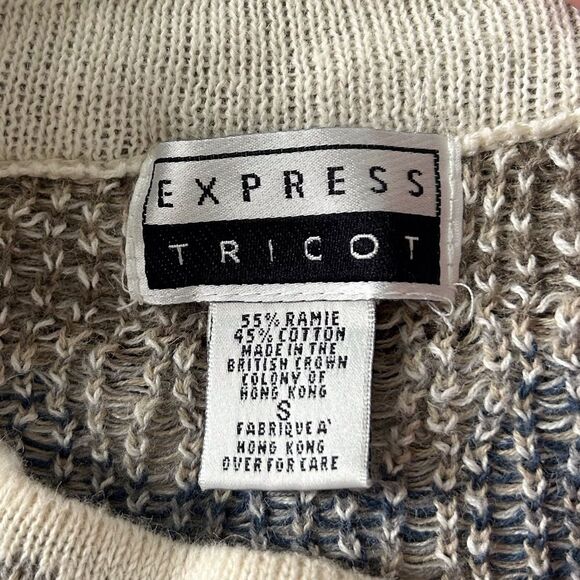 EXPRESS
TRICOT
55% RAMIE
45% COTTON
MADE IN THE
BRITISH CROWN
COLONY OF
HONG KONG
S
FABRIQUE A'
HONG KONG
OVER FOR CARE